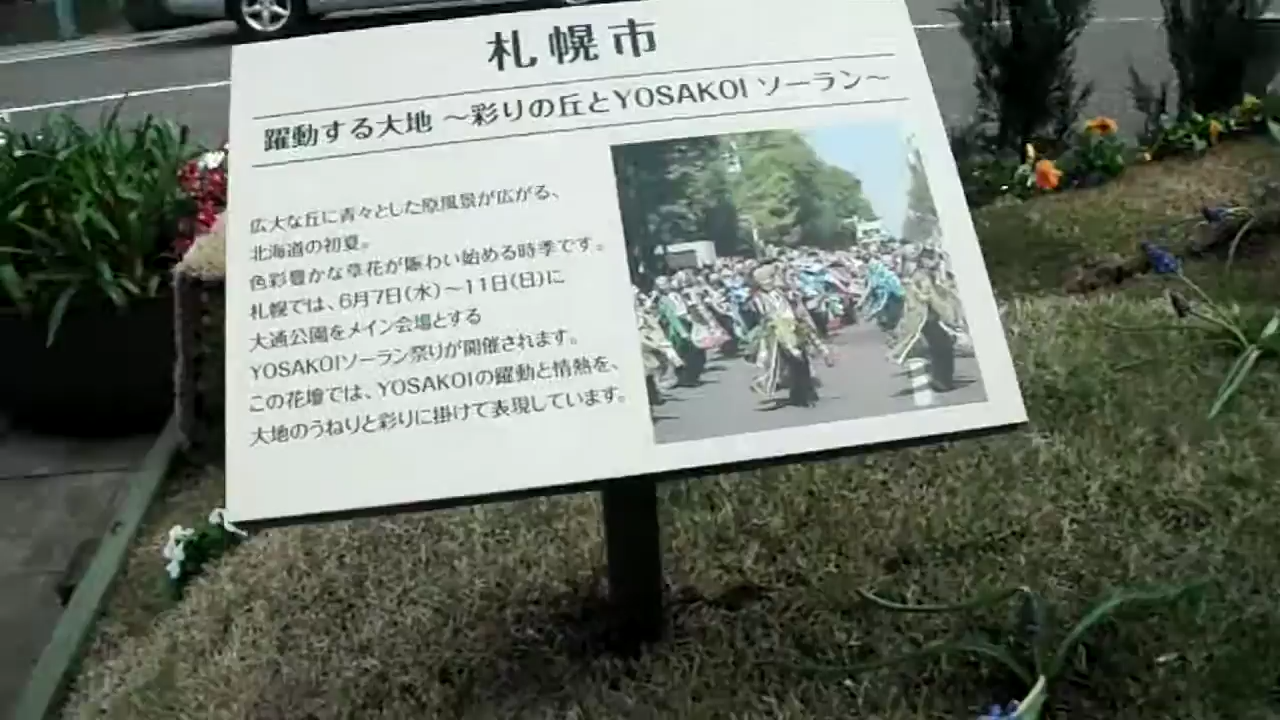 札幌市
躍動する大地 ～彩りの丘とYOSAKOI ソーラン～
広大な丘に青々とした原風景が広がる、
北海道の初夏。
色彩豊かな草花が賑わい始める時季です。
札幌では、6月7日(水)～11日(日)に
大通公園をメイン会場とする
YOSAKOIソーラン祭りが開催されます。
この花壇では、YOSAKOIの躍動と情熱を、
大地のうねりと彩りに掛けて表現しています。